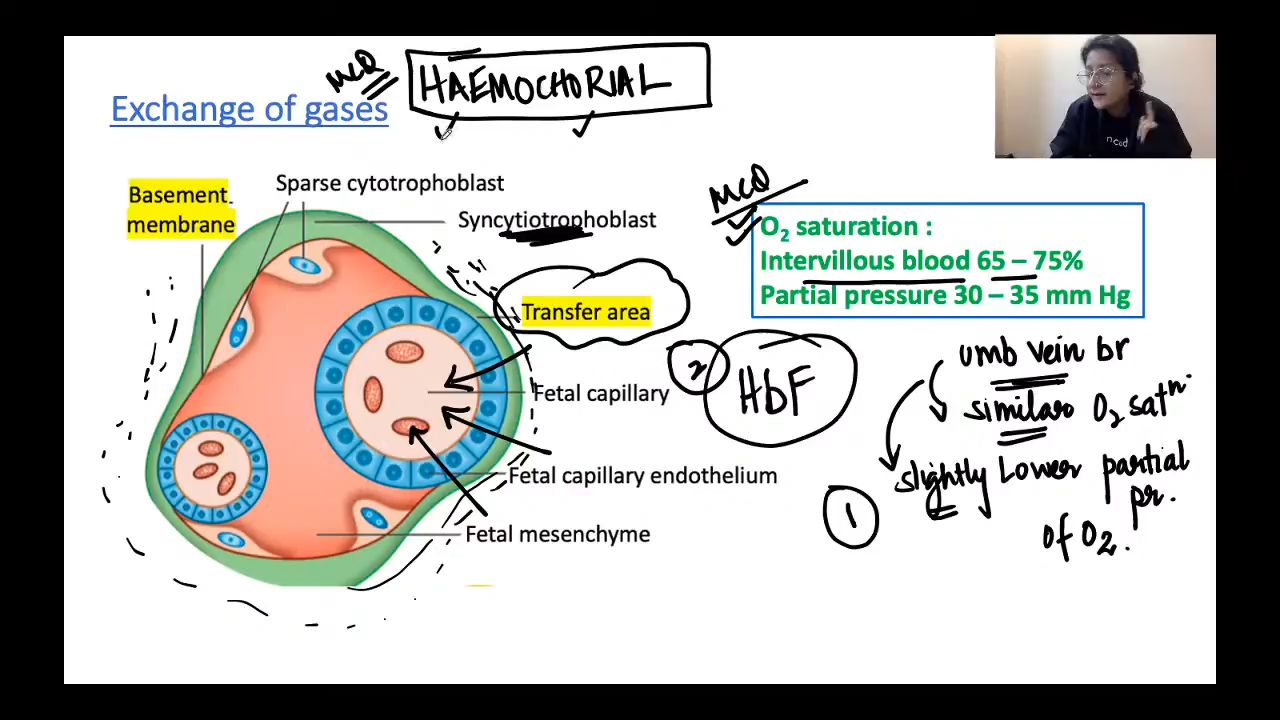 MCQ
HAEMOCHORIAL
Exchange of gases
Sparse cytotrophoblast
Basement
membrane
Syncytiotrophoblast
Transfer area
Fetal capillary
Fetal capillary endothelium
Fetal mesenchyme
MCQ
O₂ saturation :
Intervillous blood 65 – 75%
Partial pressure 30 – 35 mm Hg
2
HbF
umb vein br
similar O₂ satⁿ.
slightly Lower partial
pr.
1
of O₂.